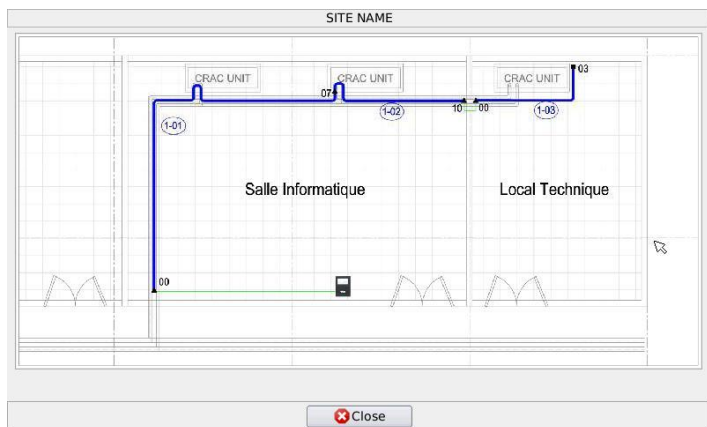 SITE NAME
CRAC UNIT
CRAC UNIT
CRAC UNIT
03
07
1-01
1-02
10
00
1-03
Salle Informatique
Local Technique
00
Close